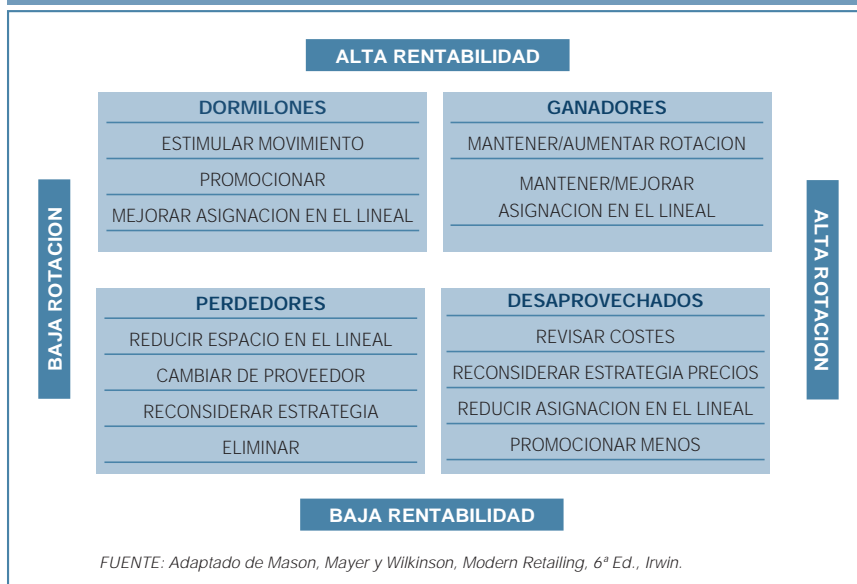 ALTA RENTABILIDAD
DORMILONES
ESTIMULAR MOVIMIENTO
PROMOCIONAR
MEJORAR ASIGNACION EN EL LINEAL
GANADORES
MANTENER/AUMENTAR ROTACION
MANTENER/MEJORAR
ASIGNACION EN EL LINEAL
BAJA ROTACION
ALTA ROTACION
PERDEDORES
REDUCIR ESPACIO EN EL LINEAL
CAMBIAR DE PROVEEDOR
RECONSIDERAR ESTRATEGIA
ELIMINAR
DESAPROVECHADOS
REVISAR COSTES
RECONSIDERAR ESTRATEGIA PRECIOS
REDUCIR ASIGNACION EN EL LINEAL
PROMOCIONAR MENOS
BAJA RENTABILIDAD
FUENTE: Adaptado de Mason, Mayer y Wilkinson, Modern Retailing, 6ª Ed., Irwin.